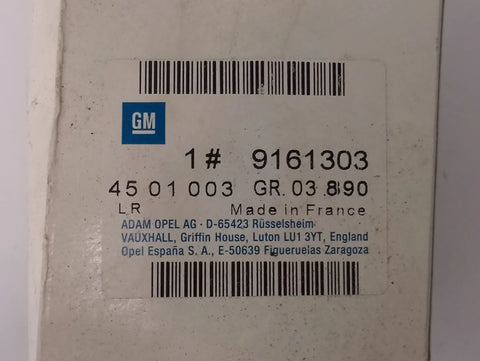 GM
1# 9161303
45 01 003 GR. 03.890
LR Made in France
ADAM OPEL AG · D-65423 Rüsselsheim
VAUXHALL, Griffin House, Luton LU1 3YT, England
Opel España S. A., E-50639 Figueruelas Zaragoza